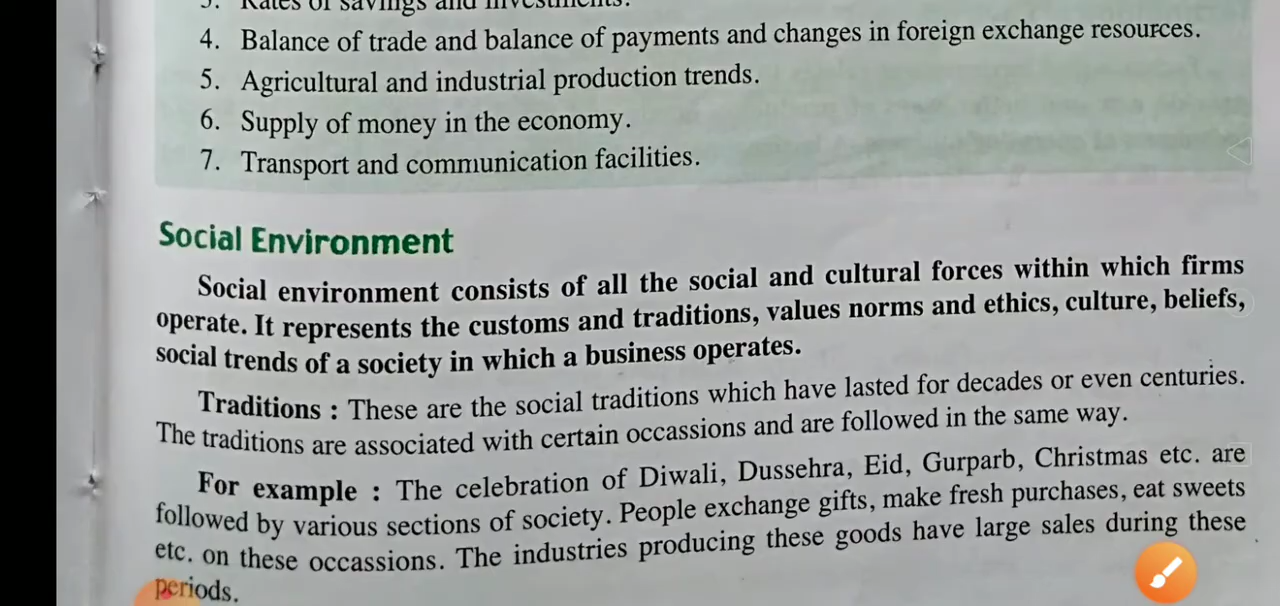 3. Rates of savings and investments.
4. Balance of trade and balance of payments and changes in foreign exchange resources.
5. Agricultural and industrial production trends.
6. Supply of money in the economy.
7. Transport and communication facilities.
Social Environment
Social environment consists of all the social and cultural forces within which firms
operate. It represents the customs and traditions, values norms and ethics, culture, beliefs,
social trends of a society in which a business operates.
Traditions : These are the social traditions which have lasted for decades or even centuries.
The traditions are associated with certain occassions and are followed in the same way.
For example : The celebration of Diwali, Dussehra, Eid, Gurparb, Christmas etc. are
followed by various sections of society. People exchange gifts, make fresh purchases, eat sweets
etc. on these occassions. The industries producing these goods have large sales during these
periods.